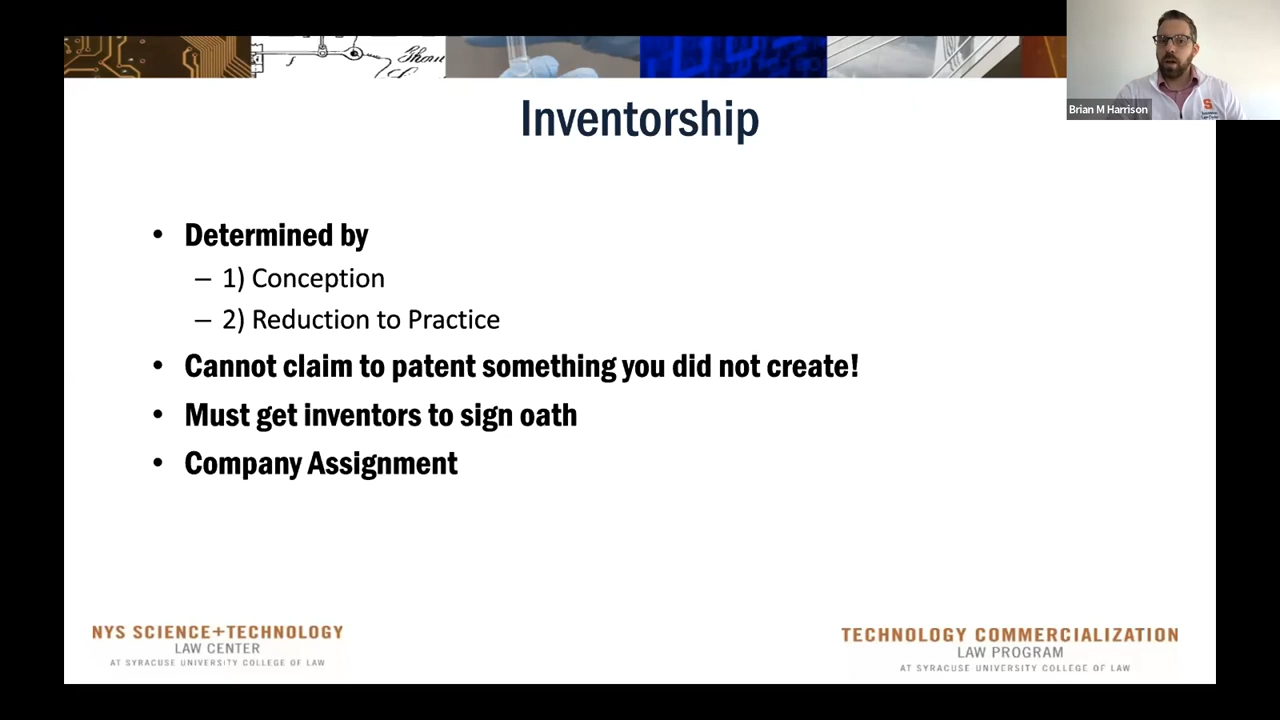 Brian M Harrison
Inventorship
• Determined by
– 1) Conception
– 2) Reduction to Practice
• Cannot claim to patent something you did not create!
• Must get inventors to sign oath
• Company Assignment
NYS SCIENCE+TECHNOLOGY
LAW CENTER
AT SYRACUSE UNIVERSITY COLLEGE OF LAW
TECHNOLOGY COMMERCIALIZATION
LAW PROGRAM
AT SYRACUSE UNIVERSITY COLLEGE OF LAW